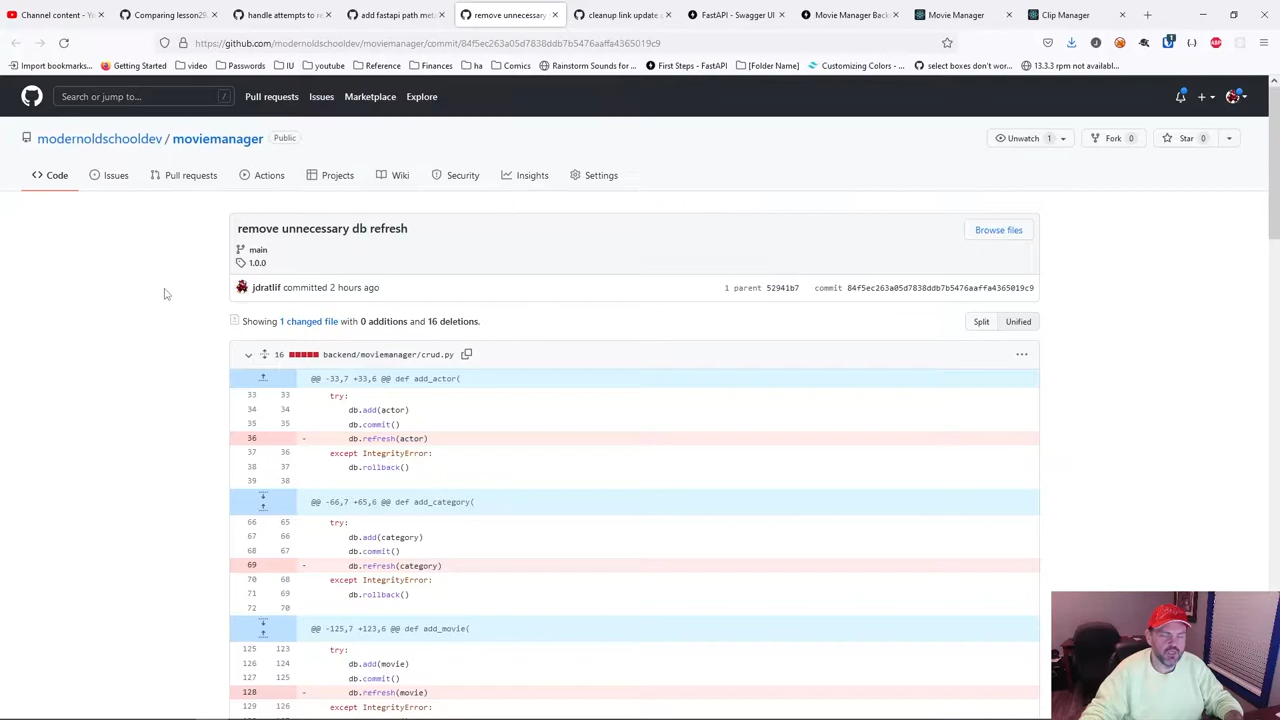 Channel content - Y
Comparing lesson29.
handle attempts to r
add fastapi path me
remove unnecessary
cleanup link update
FastAPI - Swagger UI
Movie Manager Back
Movie Manager
Clip Manager
https://github.com/modernoldschooldev/moviemanager/commit/84f5ec263a05d7838ddb7b5476aaffa4365019c9
Import bookmarks...
Getting Started
video
Passwords
IU
youtube
Reference
Finances
ha
Comics
Rainstorm Sounds for ...
First Steps - FastAPI
[Folder Name]
Customizing Colors - ...
select boxes don't wor...
13.3.3 rpm not availabl...
Search or jump to...
/
Pull requests
Issues
Marketplace
Explore
modernoldschooldev / moviemanager
Public
Unwatch 1
Fork 0
Star 0
Code
Issues
Pull requests
Actions
Projects
Wiki
Security
Insights
Settings
remove unnecessary db refresh
Browse files
main
1.0.0
jdratlif committed 2 hours ago
1 parent 52941b7 commit 84f5ec263a05d7838ddb7b5476aaffa4365019c9
Showing 1 changed file with 0 additions and 16 deletions.
Split
Unified
16 backend/moviemanager/crud.py
@@ -33,7 +33,6 @@ def add_actor(
33 33 try:
34 34 db.add(actor)
35 35 db.commit()
36 - db.refresh(actor)
37 36 except IntegrityError:
38 37 db.rollback()
39 38
@@ -66,7 +65,6 @@ def add_category(
66 65 try:
67 66 db.add(category)
68 67 db.commit()
69 - db.refresh(category)
70 68 except IntegrityError:
71 69 db.rollback()
72 70
@@ -125,7 +123,6 @@ def add_movie(
125 123 try:
126 124 db.add(movie)
127 125 db.commit()
128 - db.refresh(movie)
129 126 except IntegrityError: